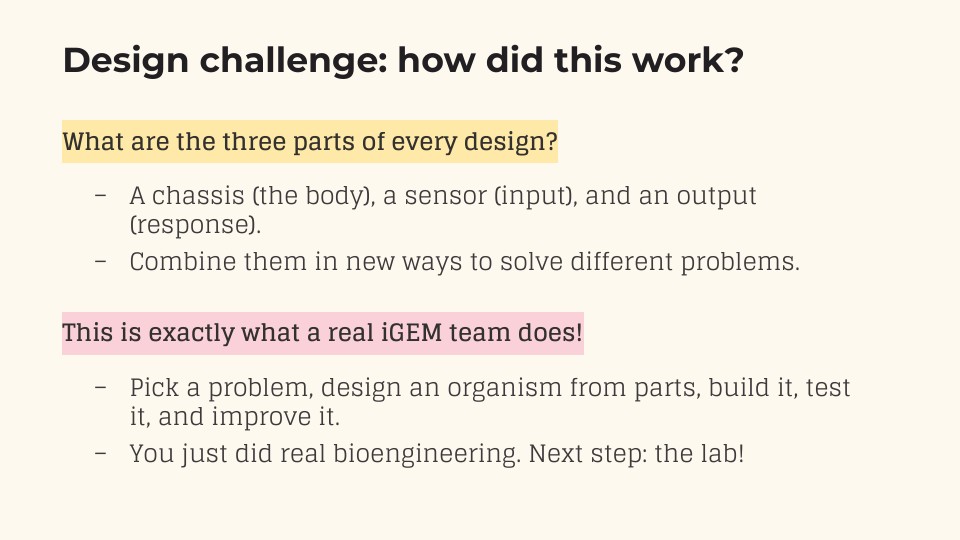 Design challenge: how did this work?
What are the three parts of every design?
– A chassis (the body), a sensor (input), and an output
(response).
– Combine them in new ways to solve different problems.
This is exactly what a real iGEM team does!
– Pick a problem, design an organism from parts, build it, test
it, and improve it.
– You just did real bioengineering. Next step: the lab!